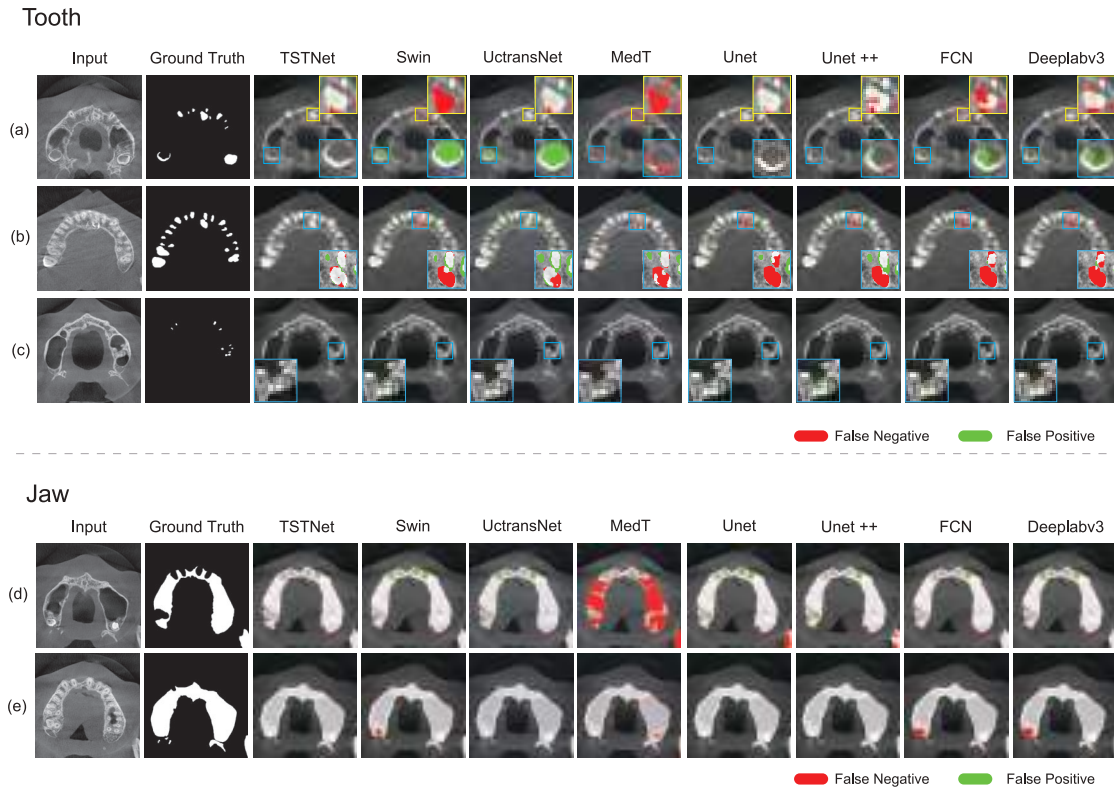 Tooth
Input Ground Truth TSTNet Swin UctransNet MedT Unet Unet ++ FCN Deeplabv3
(a)
(b)
(c)
False Negative False Positive
Jaw
Input Ground Truth TSTNet Swin UctransNet MedT Unet Unet ++ FCN Deeplabv3
(d)
(e)
False Negative False Positive